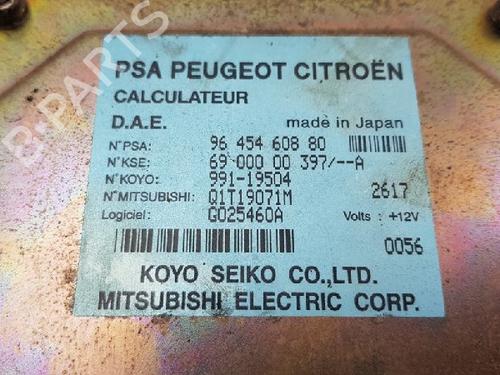 B-PARTS
PSA PEUGEOT CITROËN
CALCULATEUR
D.A.E. made in Japan
N°PSA: 96 454 608 80
N°KSE: 69 000 00 397/--A
N°KOYO: 991-19504
N°MITSUBISHI: Q1T19071M 2617
Logiciel: Q025460A Volts : +12V
0056
KOYO SEIKO CO.,LTD.
MITSUBISHI ELECTRIC CORP.